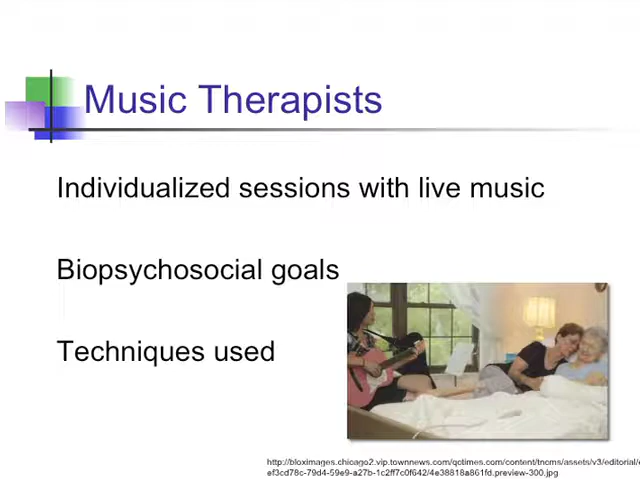 Music Therapists
Individualized sessions with live music
Biopsychosocial goals
Techniques used
http://bloximages.chicago2.vip.townnews.com/qctimes.com/content/tncms/assets/v3/editorial/
ef3cd78c-79d4-59e9-a27b-1c2ff7c0f642/4e38818a861fd.preview-300.jpg